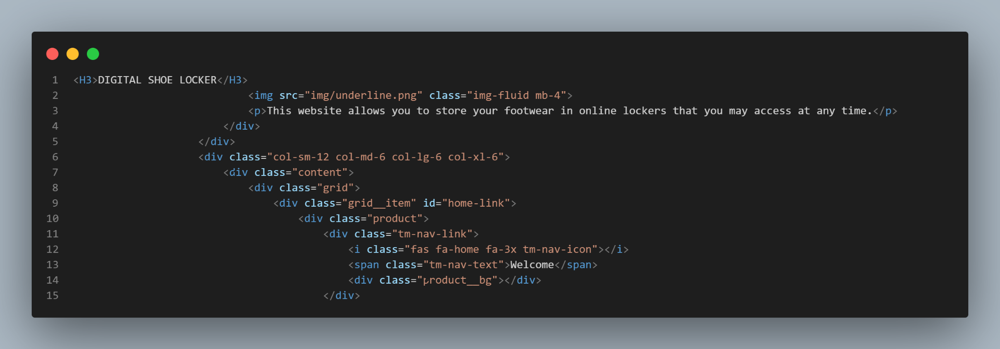 1 <H3>DIGITAL SHOE LOCKER</H3>
2 <img src="img/underline.png" class="img-fluid mb-4">
3 <p>This website allows you to store your footwear in online lockers that you may access at any time.</p>
4 </div>
5 </div>
6 <div class="col-sm-12 col-md-6 col-lg-6 col-xl-6">
7 <div class="content">
8 <div class="grid">
9 <div class="grid__item" id="home-link">
10 <div class="product">
11 <div class="tm-nav-link">
12 <i class="fas fa-home fa-3x tm-nav-icon"></i>
13 <span class="tm-nav-text">Welcome</span>
14 <div class="product__bg"></div>
15 </div>